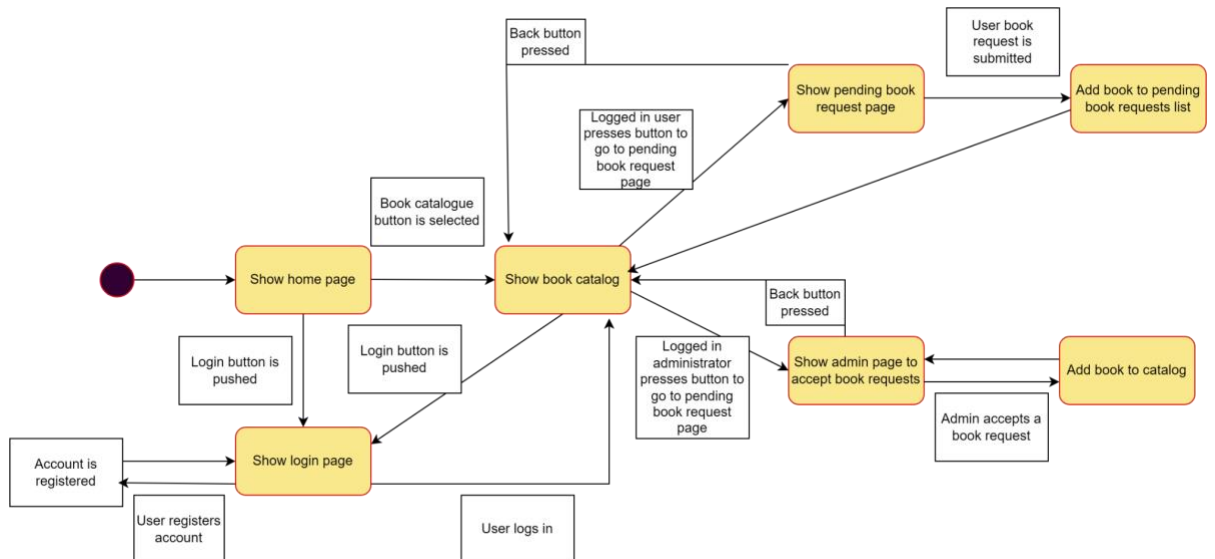 Back button
pressed
User book
request is
submitted
Show pending book
request page
Add book to pending
book requests list
Logged in user
presses button to
go to pending
book request
page
Book catalogue
button is selected
Show home page
Show book catalog
Back button
pressed
Login button is
pushed
Login button is
pushed
Logged in
administrator
presses button to
go to pending
book request
page
Show admin page to
accept book requests
Add book to catalog
Admin accepts a
book request
Account is
registered
Show login page
User registers
account
User logs in